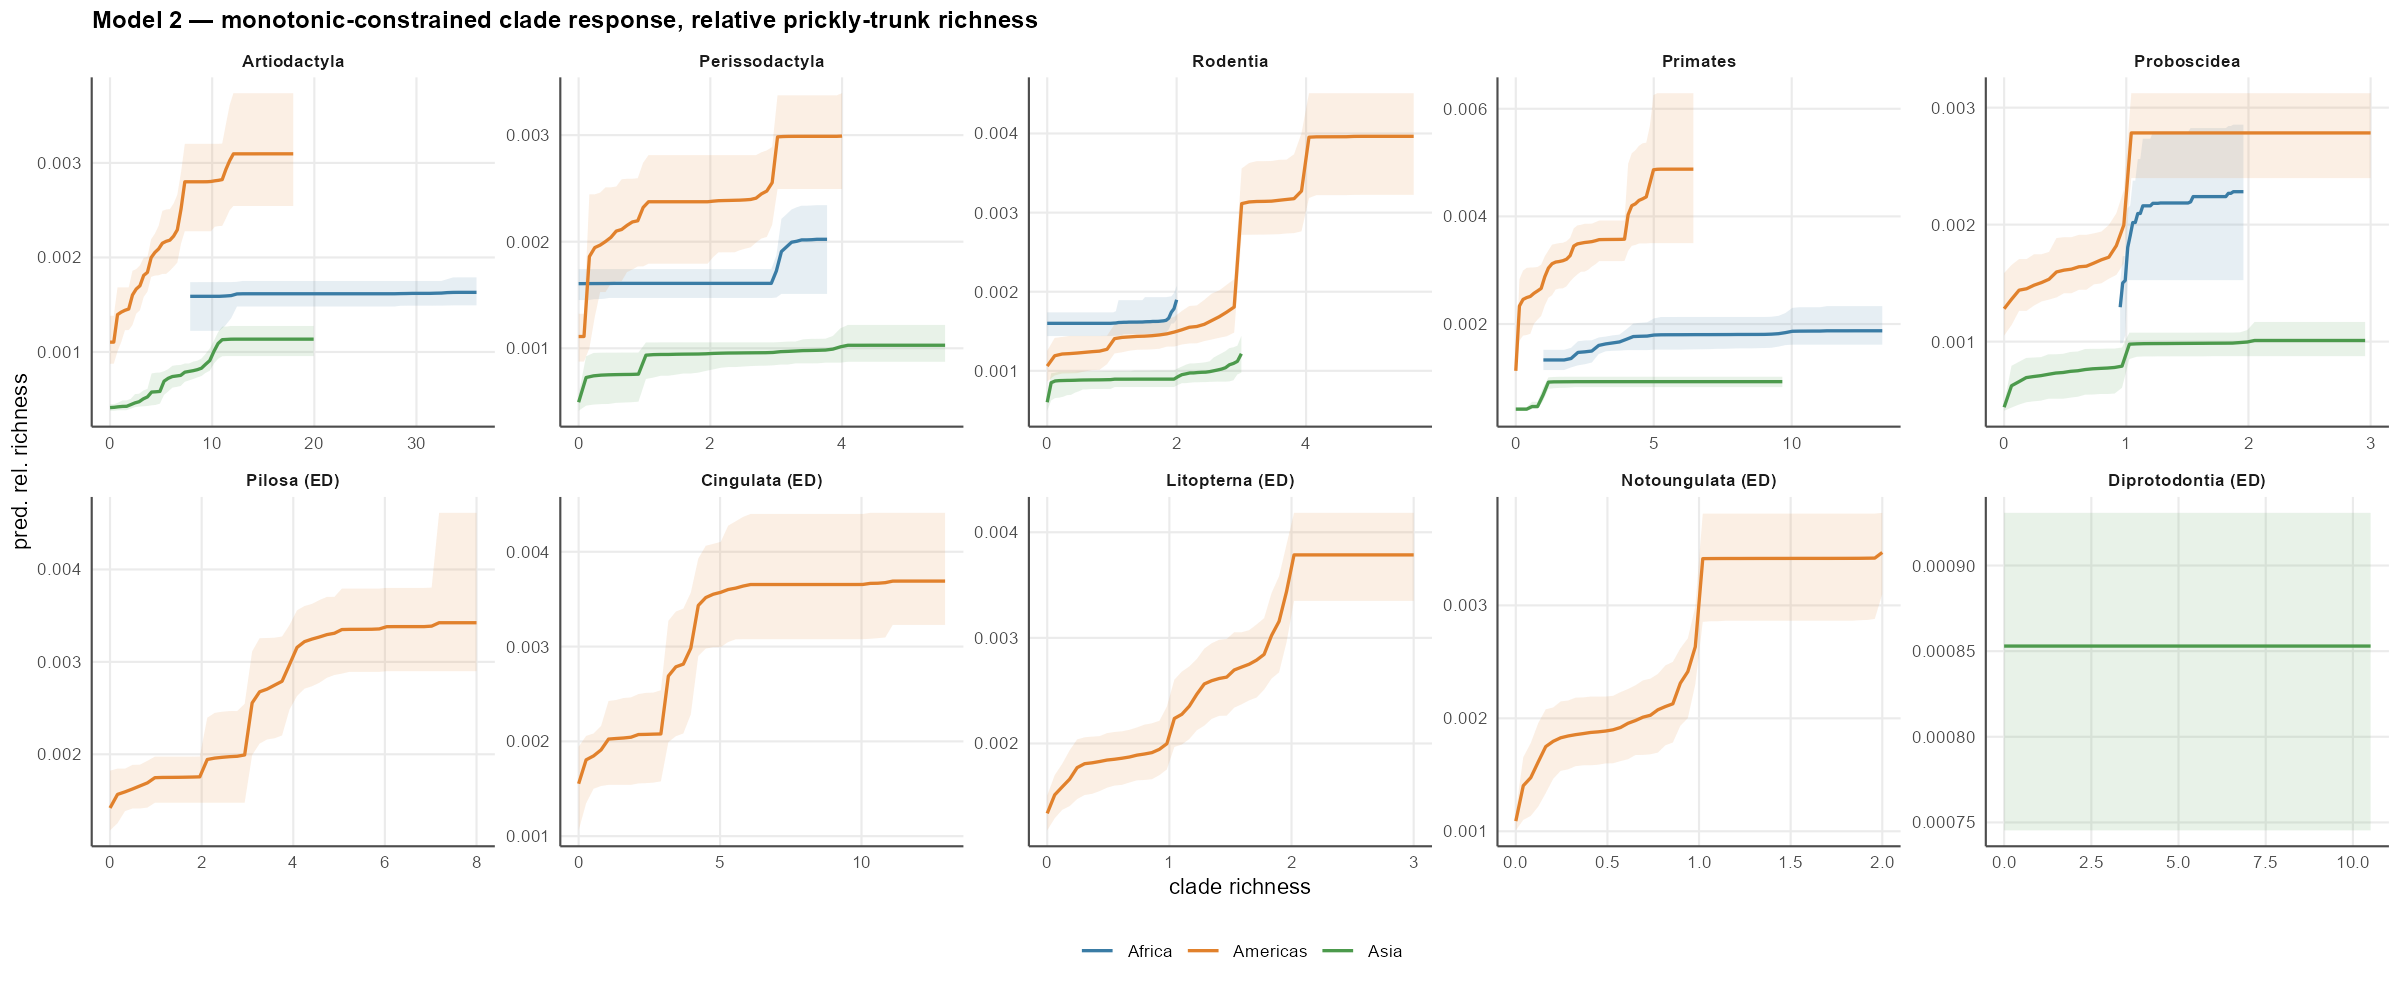 Model 2 — monotonic-constrained clade response, relative prickly-trunk richness
Artiodactyla
Perissodactyla
Rodentia
Primates
Proboscidea
0.003
0.002
0.001
0 10 20 30
0.003
0.002
0.001
0 2 4
0.004
0.003
0.002
0.001
0 2 4
0.006
0.004
0.002
0 5 10
0.003
0.002
0.001
0 1 2 3
pred. rel. richness
Pilosa (ED)
Cingulata (ED)
Litopterna (ED)
Notoungulata (ED)
Diprotodontia (ED)
0.004
0.003
0.002
0 2 4 6 8
0.004
0.003
0.002
0.001
0 5 10
0.004
0.003
0.002
0 1 2 3
0.003
0.002
0.001
0.0 0.5 1.0 1.5 2.0
0.00090
0.00085
0.00080
0.00075
0.0 2.5 5.0 7.5 10.0
clade richness
Africa Americas Asia